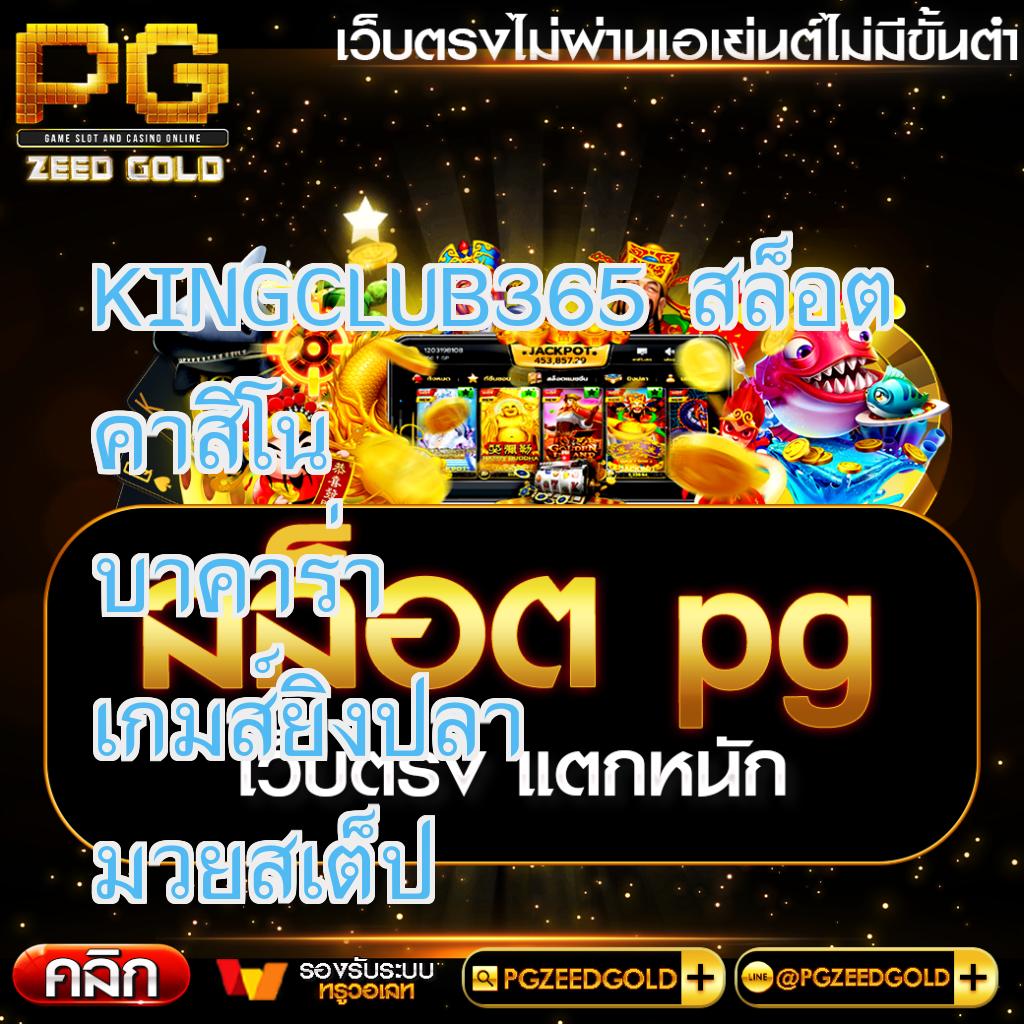 เว็บตรงไม่ผ่านเอเย่นต์ไม่มีขั้นต่ำ
PG
GAME SLOT AND CASINO ONLINE
ZEED GOLD
KINGCLUB365 สล็อต
1203198108
JACKPOT
453,857.29
คาสิโน
สล็อต pg
บาคาร่า
เกมส์ยิงปลา
เว็บตรง แตกหนัก
มวยสเต็ป
คลิก
รองรับระบบ
ทรูวอเลท
PGZEEDGOLD +
LINE @PGZEEDGOLD +